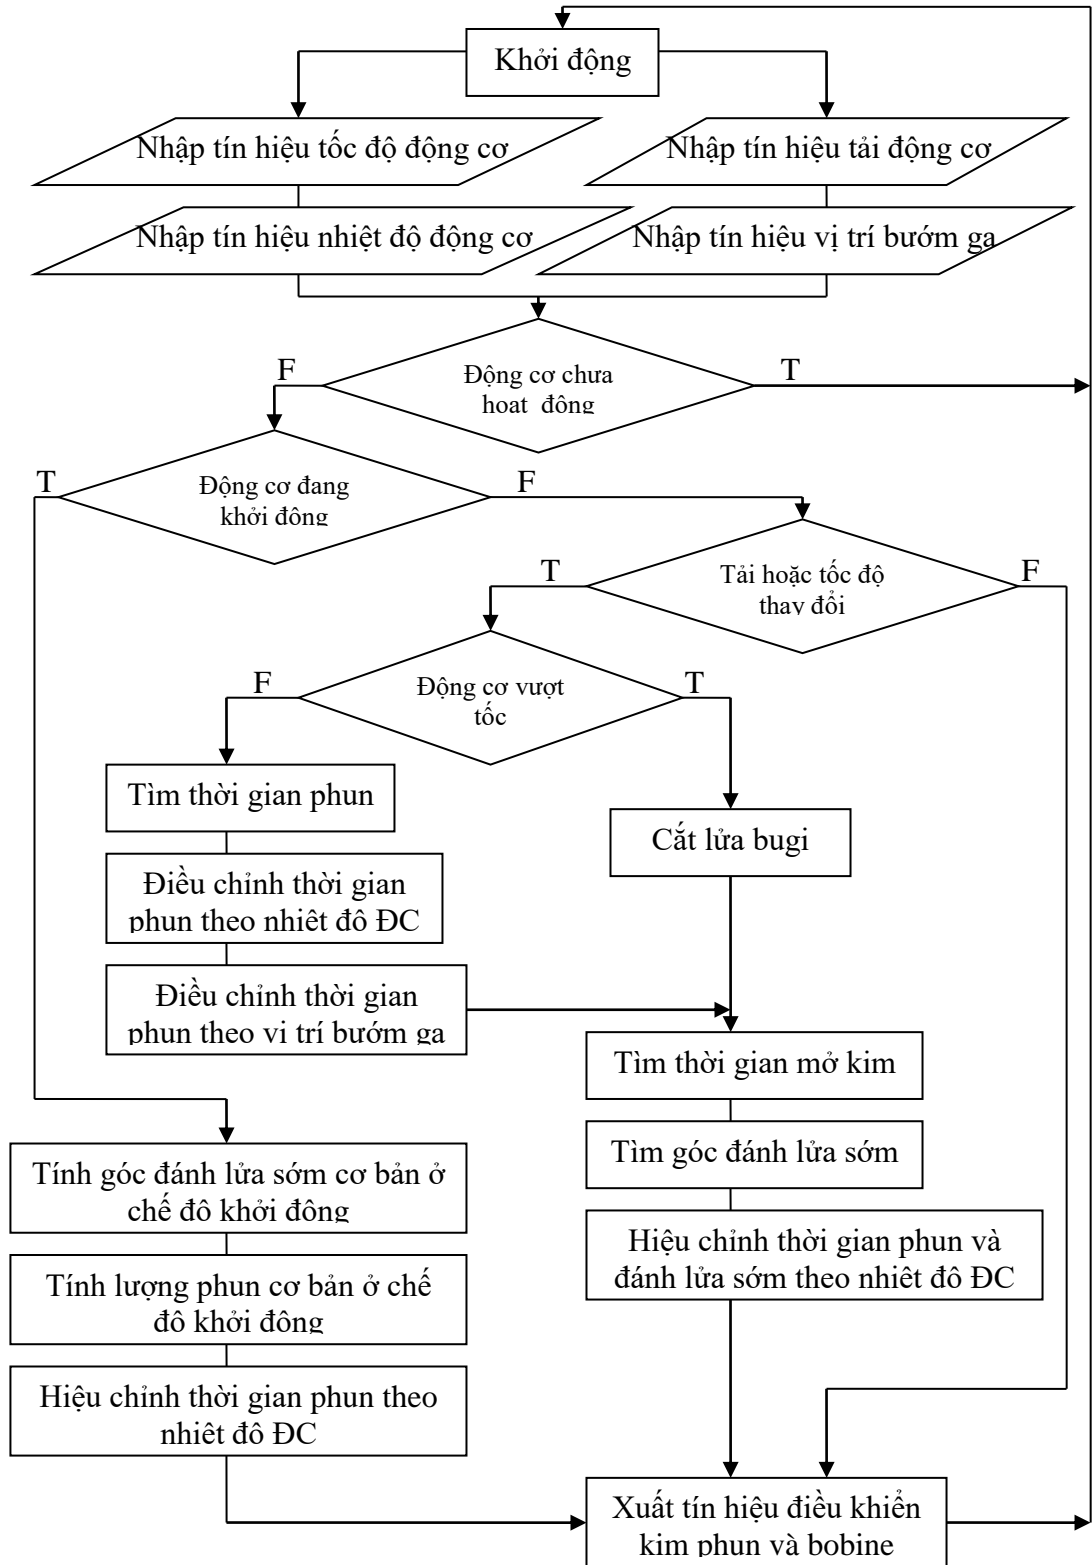 Khởi động
Nhập tín hiệu tốc độ động cơ
Nhập tín hiệu tải động cơ
Nhập tín hiệu nhiệt độ động cơ
Nhập tín hiệu vị trí bướm ga
F
Động cơ chưa
hoạt động
T
T
Động cơ đang
khởi động
F
T
Tải hoặc tốc độ
thay đổi
F
F
Động cơ vượt
tốc
T
Tìm thời gian phun
Cắt lửa bugi
Điều chỉnh thời gian
phun theo nhiệt độ ĐC
Điều chỉnh thời gian
phun theo vị trí bướm ga
Tìm thời gian mở kim
Tìm góc đánh lửa sớm
Tính góc đánh lửa sớm cơ bản ở
chế độ khởi động
Hiệu chỉnh thời gian phun và
đánh lửa sớm theo nhiệt độ ĐC
Tính lượng phun cơ bản ở chế
độ khởi động
Hiệu chỉnh thời gian phun theo
nhiệt độ ĐC
Xuất tín hiệu điều khiển
kim phun và bobine